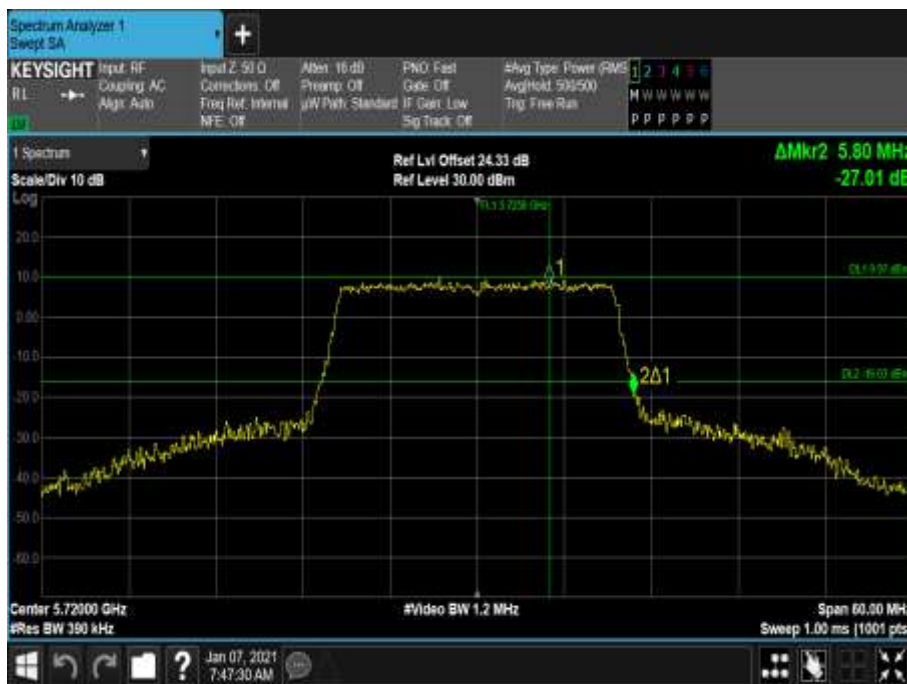 Spectrum Analyzer 1
Swept SA
+
KEYSIGHT Input: RF Input Z: 50 Ω Atten: 16 dB PNO: Fast #Avg Type: Power (RMS 1 2 3 4 5 6
RL Coupling: AC Corrections: Off Preamp: Off Gate: Off Avg|Hold: 500/500 M W W W W W
Align: Auto Freq Ref: Internal µW Path: Standard IF Gain: Low Trig: Free Run
NFE: Off Sig Track: Off P P P P P P
1 Spectrum
Scale/Div 10 dB
Ref Lvl Offset 24.33 dB
Ref Level 30.00 dBm
ΔMkr2 5.80 MHz
-27.01 dB
Log
20.0
10.0
0.00
-10.0
-20.0
-30.0
-40.0
-50.0
-60.0
1
2Δ1
DL2 -16.03 dBm
Center 5.72000 GHz #Video BW 1.2 MHz Span 60.00 MHz
#Res BW 390 kHz Sweep 1.00 ms (1001 pts
? Jan 07, 2021
7:47:30 AM